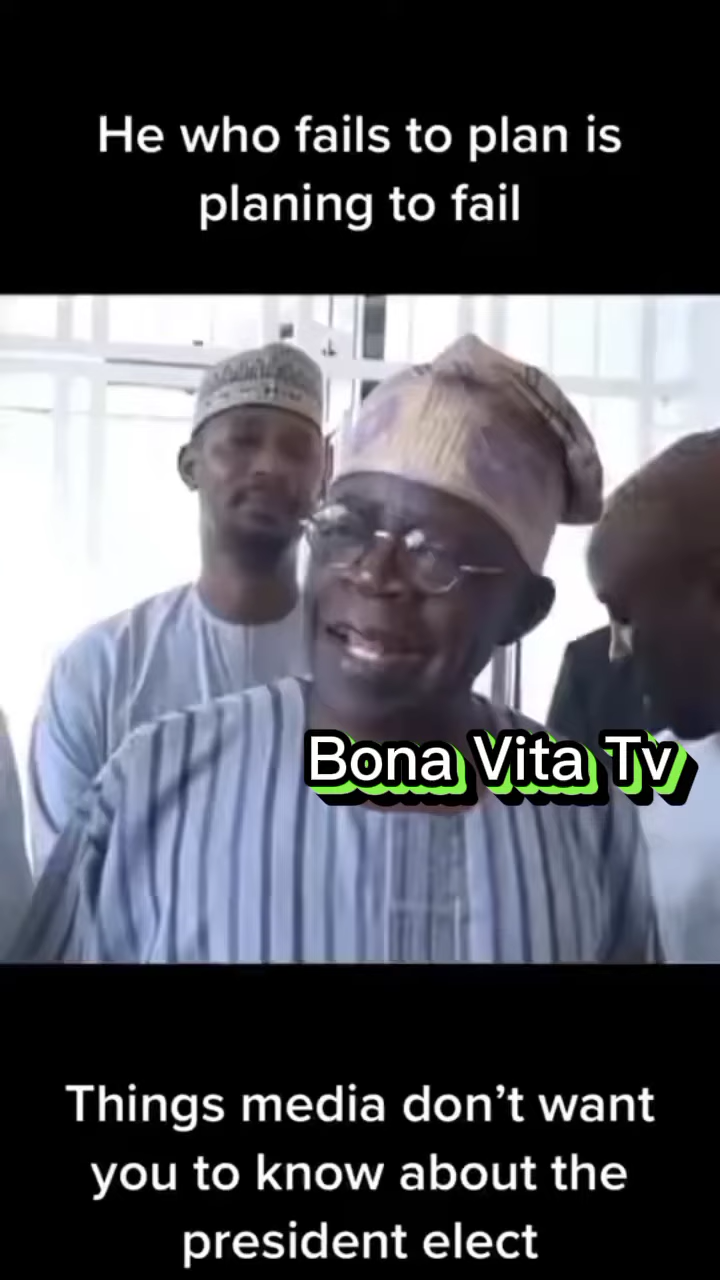 He who fails to plan is
planing to fail
Bona Vita Tv
Things media don't want
you to know about the
president elect